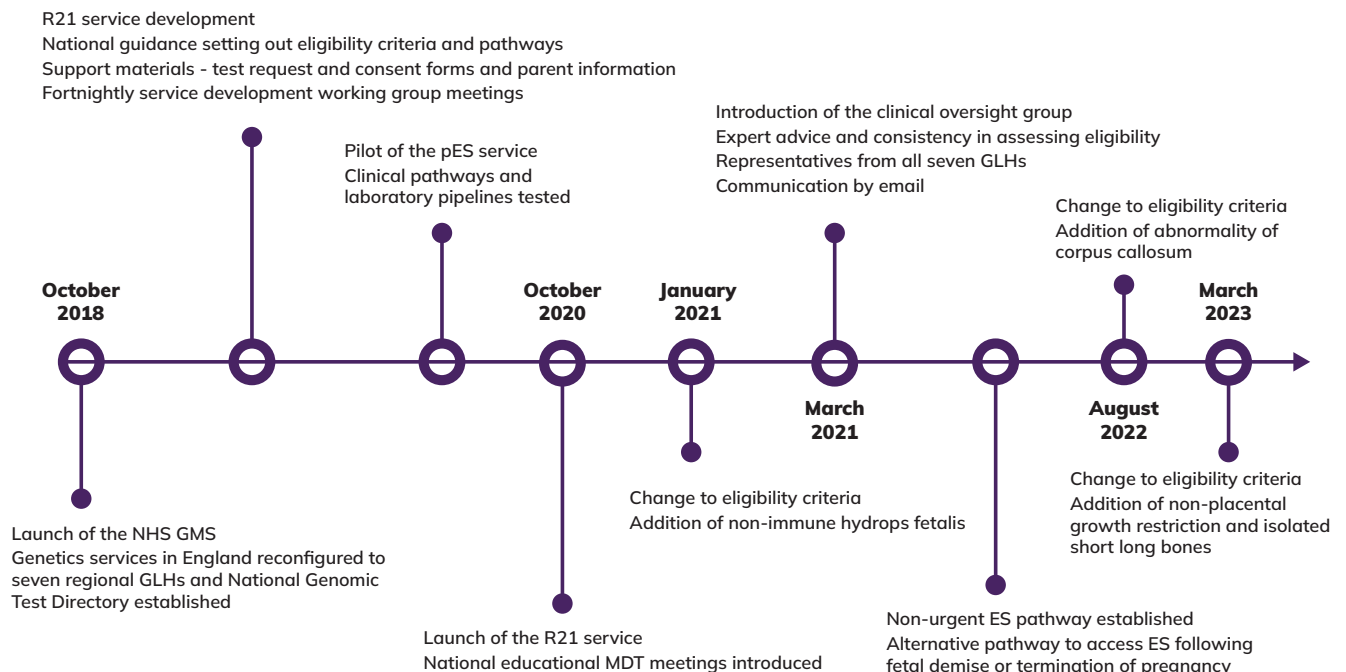 R21 service development
National guidance setting out eligibility criteria and pathways
Support materials - test request and consent forms and parent information
Fortnightly service development working group meetings
Pilot of the pES service
Clinical pathways and
laboratory pipelines tested
Introduction of the clinical oversight group
Expert advice and consistency in assessing eligibility
Representatives from all seven GLHs
Communication by email
Change to eligibility criteria
Addition of abnormality of
corpus callosum
October
2018
October
2020
January
2021
March
2023
March
2021
August
2022
Launch of the NHS GMS
Genetics services in England reconfigured to
seven regional GLHs and National Genomic
Test Directory established
Change to eligibility criteria
Addition of non-immune hydrops fetalis
Change to eligibility criteria
Addition of non-placental
growth restriction and isolated
short long bones
Launch of the R21 service
National educational MDT meetings introduced
Non-urgent ES pathway established
Alternative pathway to access ES following
fetal demise or termination of pregnancy